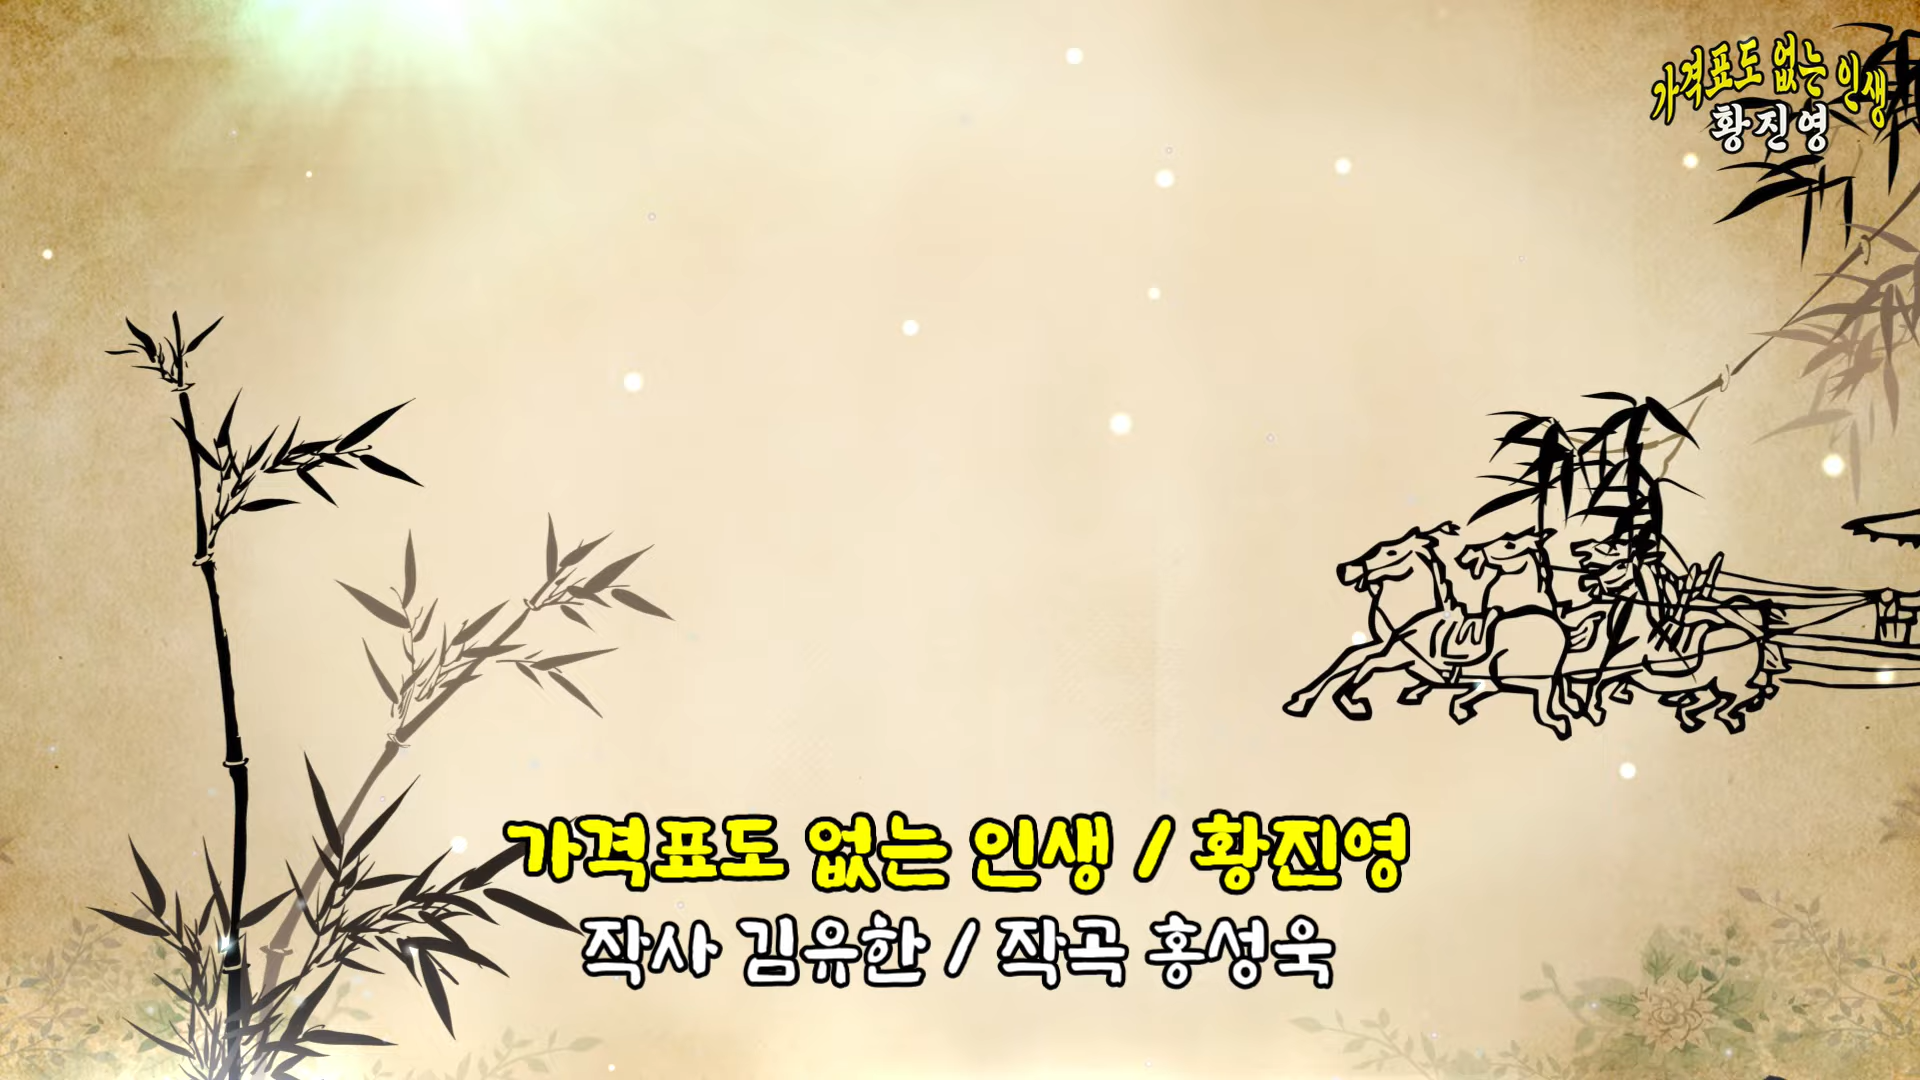 가격표도 없는 인생
황진영
가격표도 없는 인생 / 황진영
작사 김유한 / 작곡 홍성욱